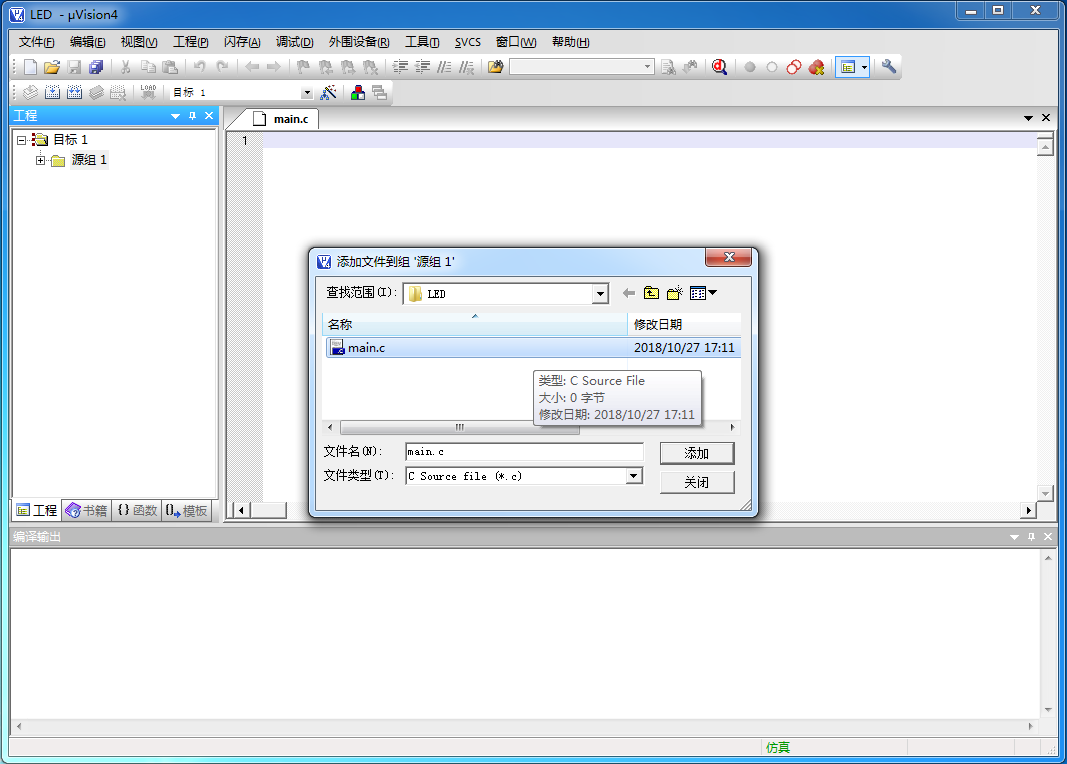 LED - µVision4
文件(F) 编辑(E) 视图(V) 工程(P) 闪存(A) 调试(D) 外围设备(R) 工具(T) SVCS 窗口(W) 帮助(H)
LOAD 目标 1
工程
main.c
目标 1
源组 1
1
添加文件到组 '源组 1'
查找范围(I): LED
名称 修改日期
main.c 2018/10/27 17:11
类型: C Source File
大小: 0 字节
修改日期: 2018/10/27 17:11
文件名(N): main.c 添加
文件类型(T): C Source file (*.c) 关闭
工程 书籍 {} 函数 0 模板
编译输出
仿真